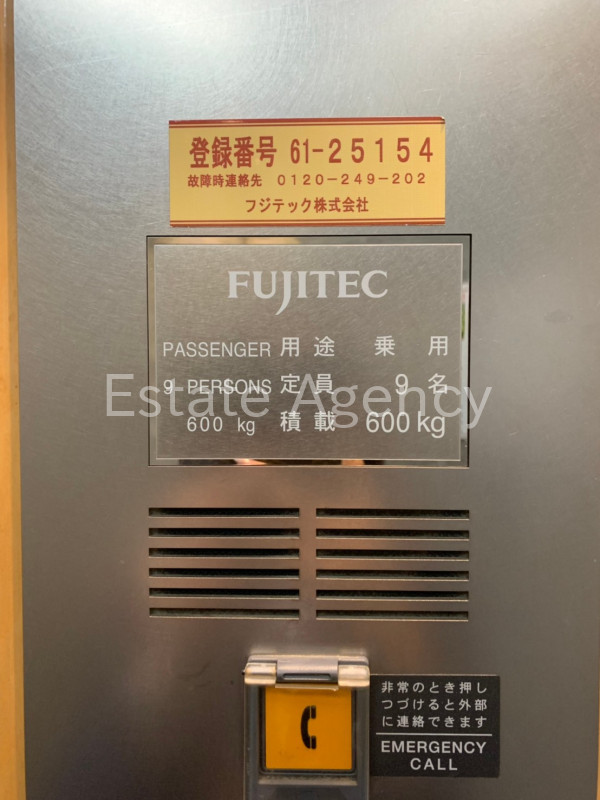 登録番号 61-25154
故障時連絡先 0120-249-202
フジテック株式会社
FUJITEC
PASSENGER 用途 乗用
9 PERSONS 定員 9名
Estate Agency
600 kg 積載 600kg
非常のとき押し
つづけると外部
に連絡できます
EMERGENCY
CALL